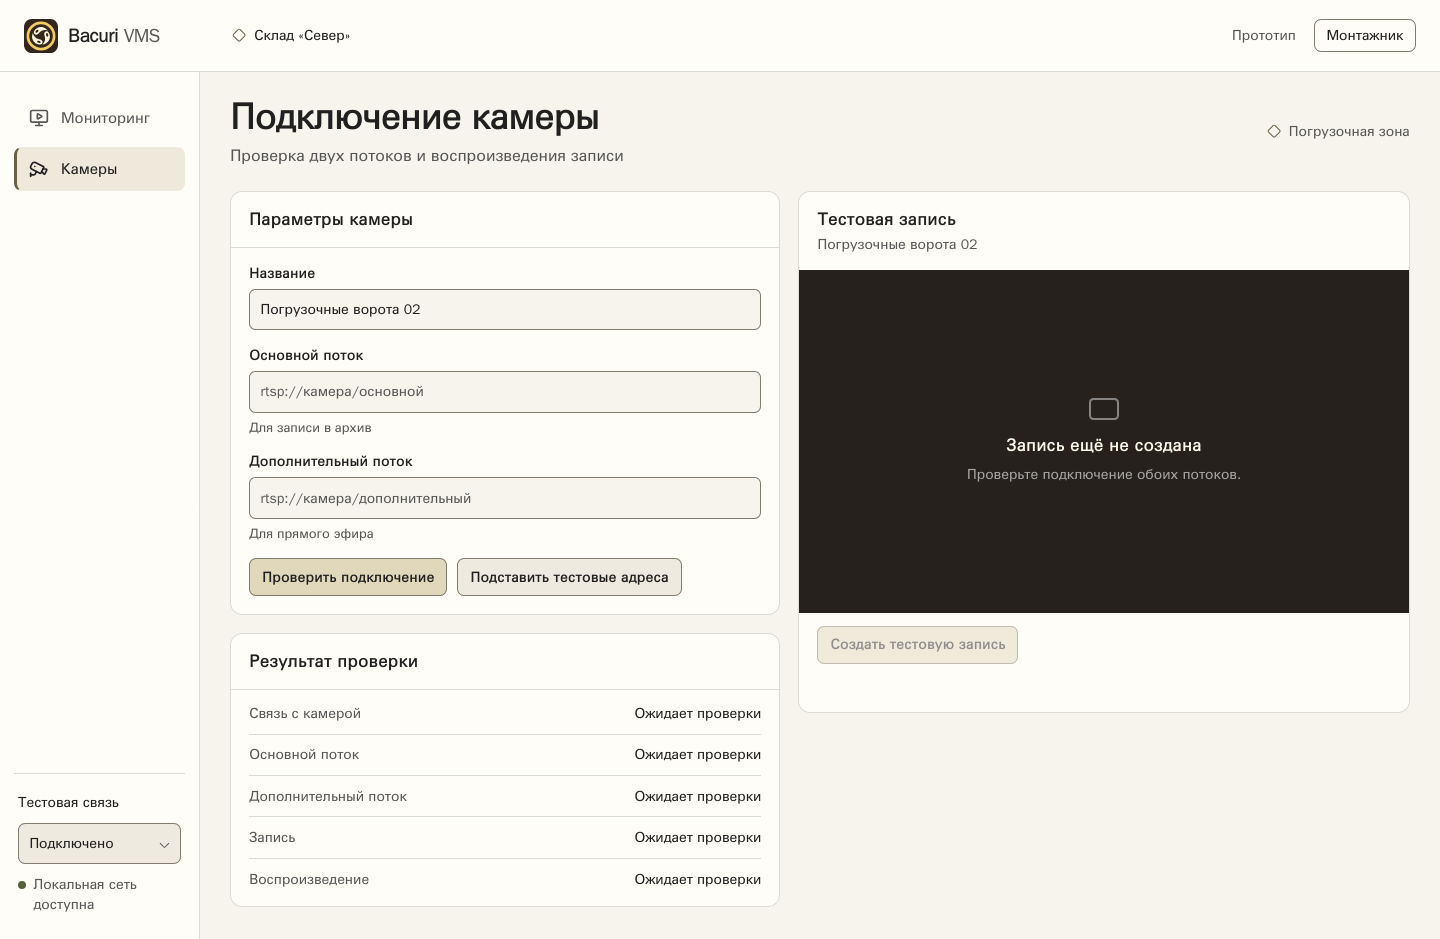 Bacuri VMS
Склад «Север»
Прототип
Монтажник
Мониторинг
Камеры
Тестовая связь
Подключено
Локальная сеть
доступна
Подключение камеры
Проверка двух потоков и воспроизведения записи
Погрузочная зона
Параметры камеры
Название
Погрузочные ворота 02
Основной поток
rtsp://камера/основной
Для записи в архив
Дополнительный поток
rtsp://камера/дополнительный
Для прямого эфира
Проверить подключение
Подставить тестовые адреса
Результат проверки
Связь с камерой
Ожидает проверки
Основной поток
Ожидает проверки
Дополнительный поток
Ожидает проверки
Запись
Ожидает проверки
Воспроизведение
Ожидает проверки
Тестовая запись
Погрузочные ворота 02
Запись ещё не создана
Проверьте подключение обоих потоков.
Создать тестовую запись